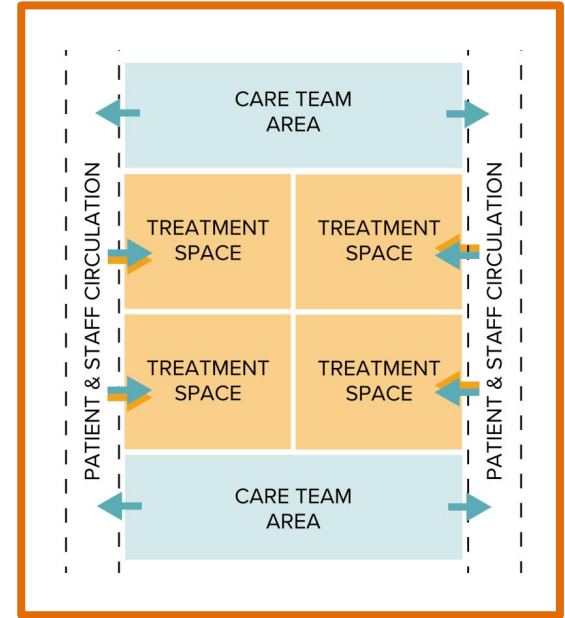 CARE TEAM
AREA
PATIENT & STAFF CIRCULATION
TREATMENT
SPACE
TREATMENT
SPACE
PATIENT & STAFF CIRCULATION
TREATMENT
SPACE
TREATMENT
SPACE
CARE TEAM
AREA